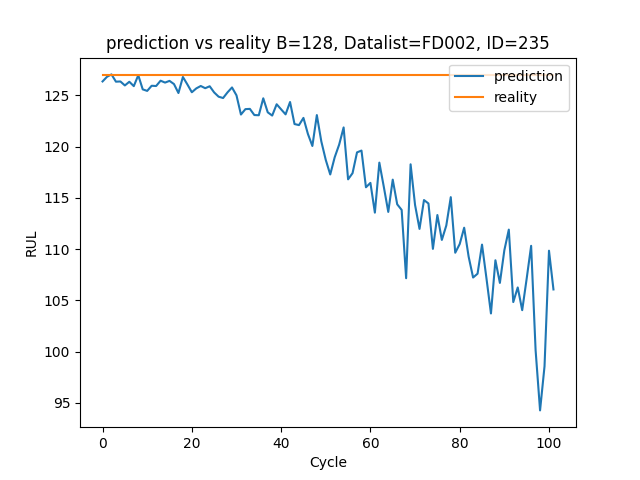 prediction vs reality B=128, Datalist=FD002, ID=235
prediction
reality
RUL
125
120
115
110
105
100
95
0 20 40 60 80 100
Cycle